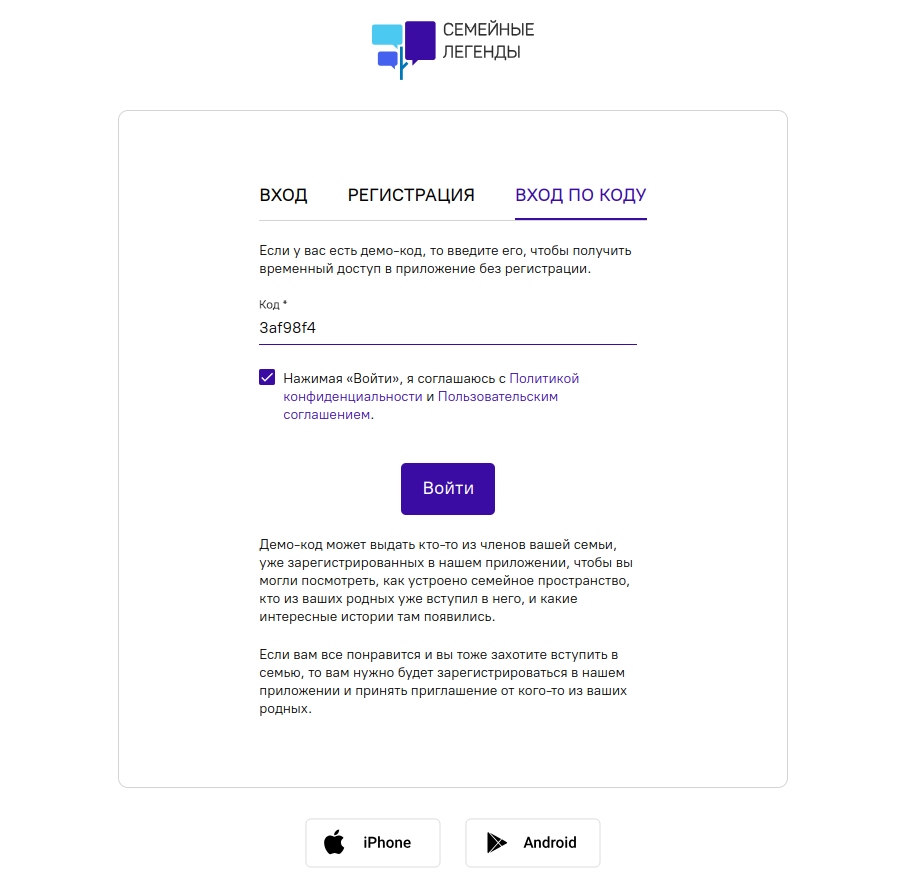 СЕМЕЙНЫЕ
ЛЕГЕНДЫ
ВХОД РЕГИСТРАЦИЯ ВХОД ПО КОДУ
Если у вас есть демо-код, то введите его, чтобы получить
временный доступ в приложение без регистрации.
Код *
3af98f4
Нажимая «Войти», я соглашаюсь с Политикой
конфиденциальности и Пользовательским
соглашением.
Войти
Демо-код может выдать кто-то из членов вашей семьи,
уже зарегистрированных в нашем приложении, чтобы вы
могли посмотреть, как устроено семейное пространство,
кто из ваших родных уже вступил в него, и какие
интересные истории там появились.
Если вам все понравится и вы тоже захотите вступить в
семью, то вам нужно будет зарегистрироваться в нашем
приложении и принять приглашение от кого-то из ваших
родных.
iPhone Android